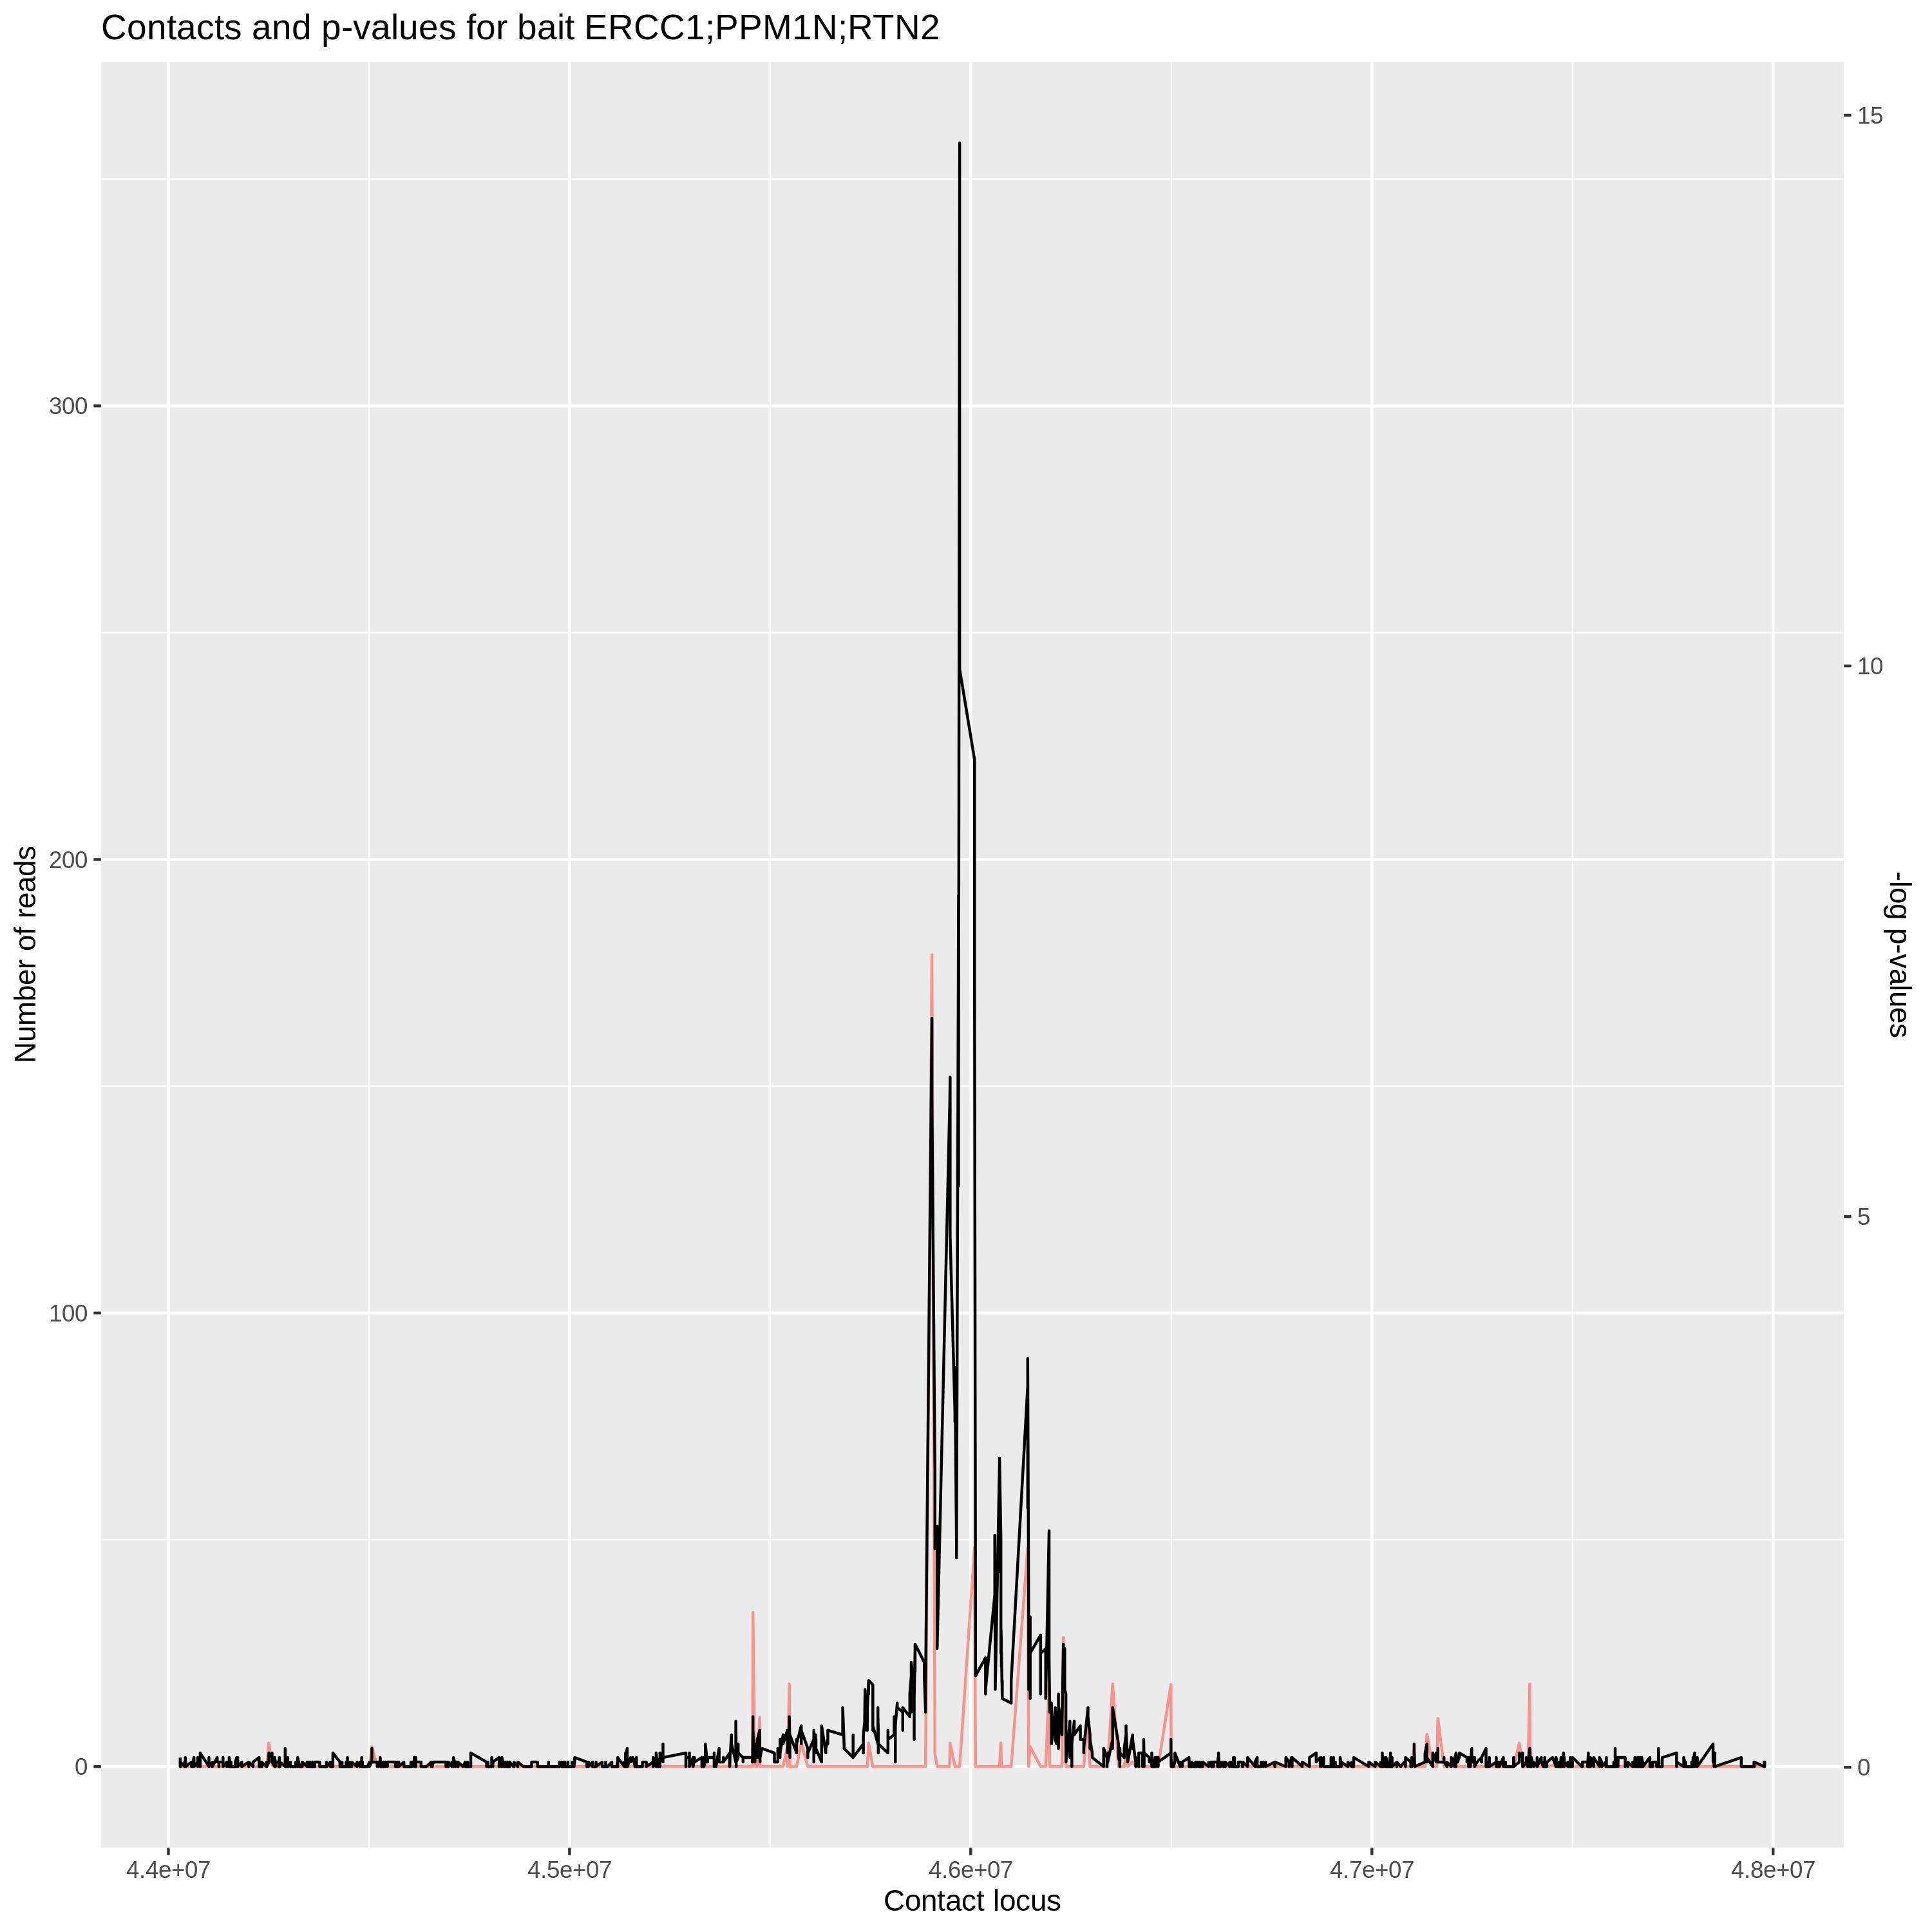 Contacts and p-values for bait ERCC1;PPM1N;RTN2
Number of reads
300
200
100
0
15
10
5
0
-log p-values
4.4e+07
4.5e+07
4.6e+07
4.7e+07
4.8e+07
Contact locus